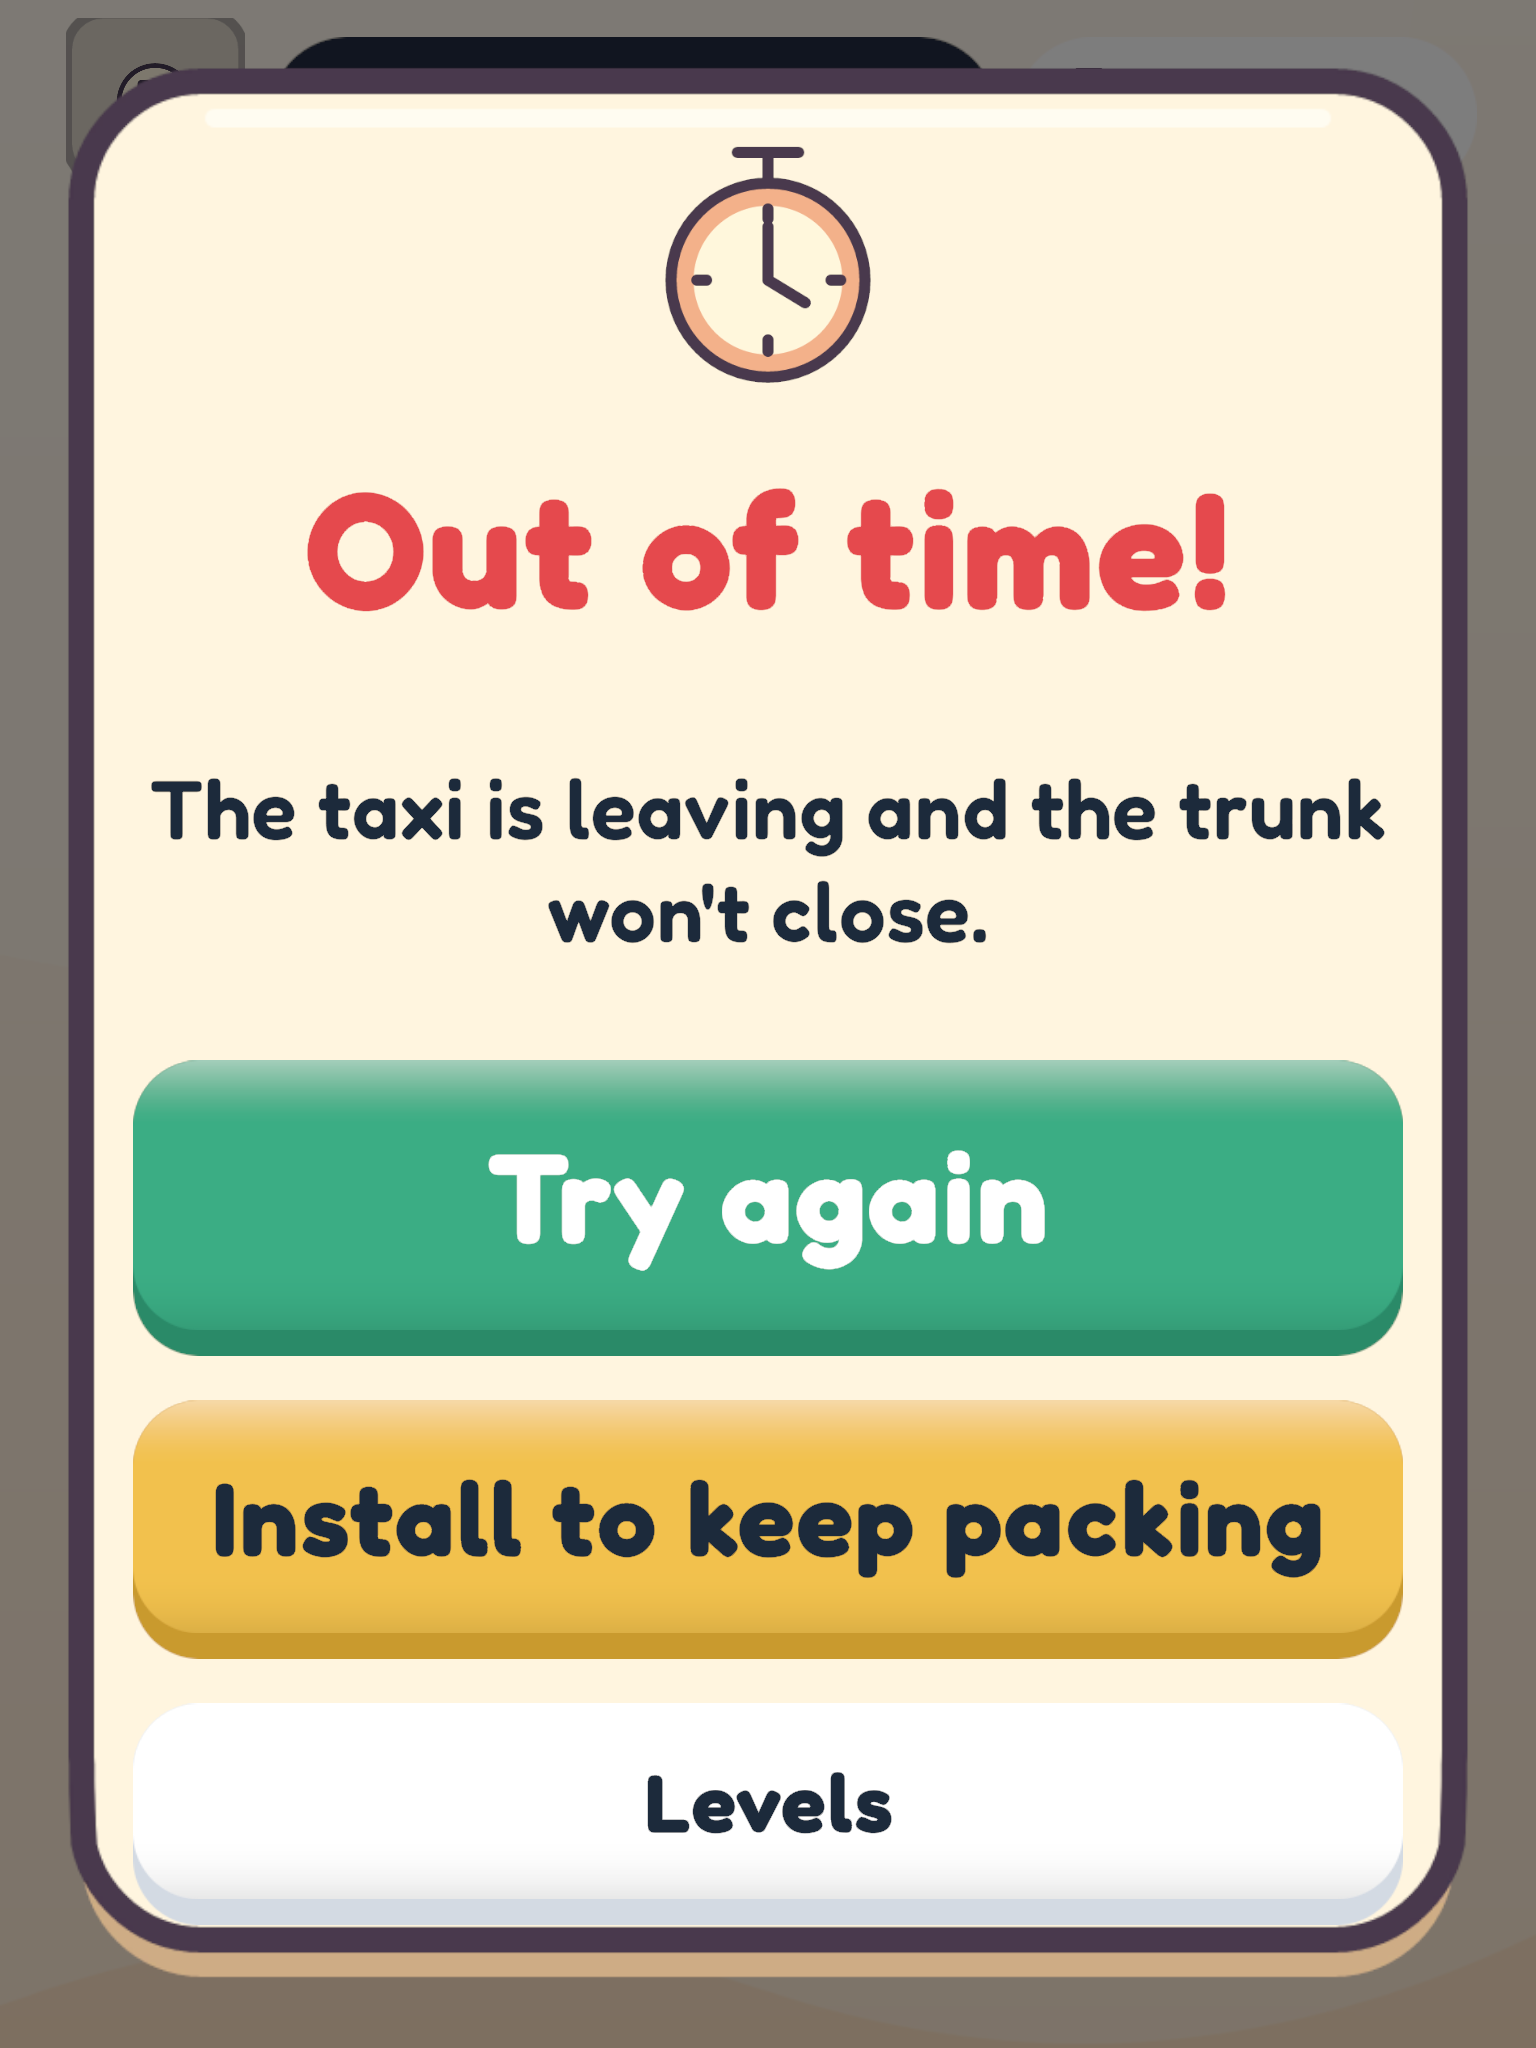 Out of time!
The taxi is leaving and the trunk
won't close.
Try again
Install to keep packing
Levels